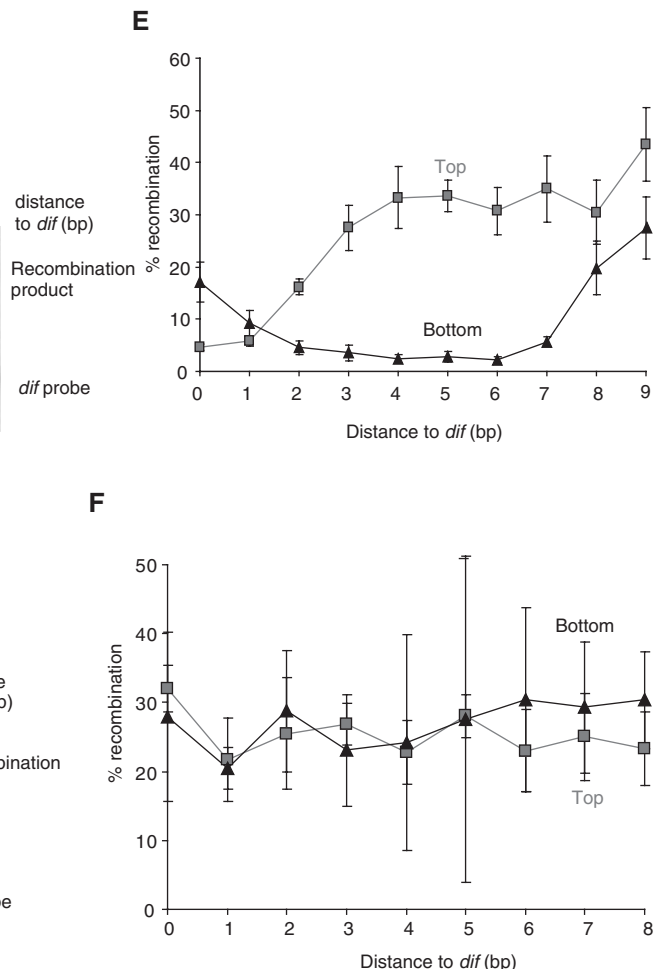 E
60
50
40
30
20
10
0
% recombination
Top
Bottom
0 1 2 3 4 5 6 7 8 9
Distance to dif (bp)
distance
to dif (bp)
Recombination
product
dif probe
F
50
40
30
20
10
0
% recombination
Bottom
Top
0 1 2 3 4 5 6 7 8
Distance to dif (bp)